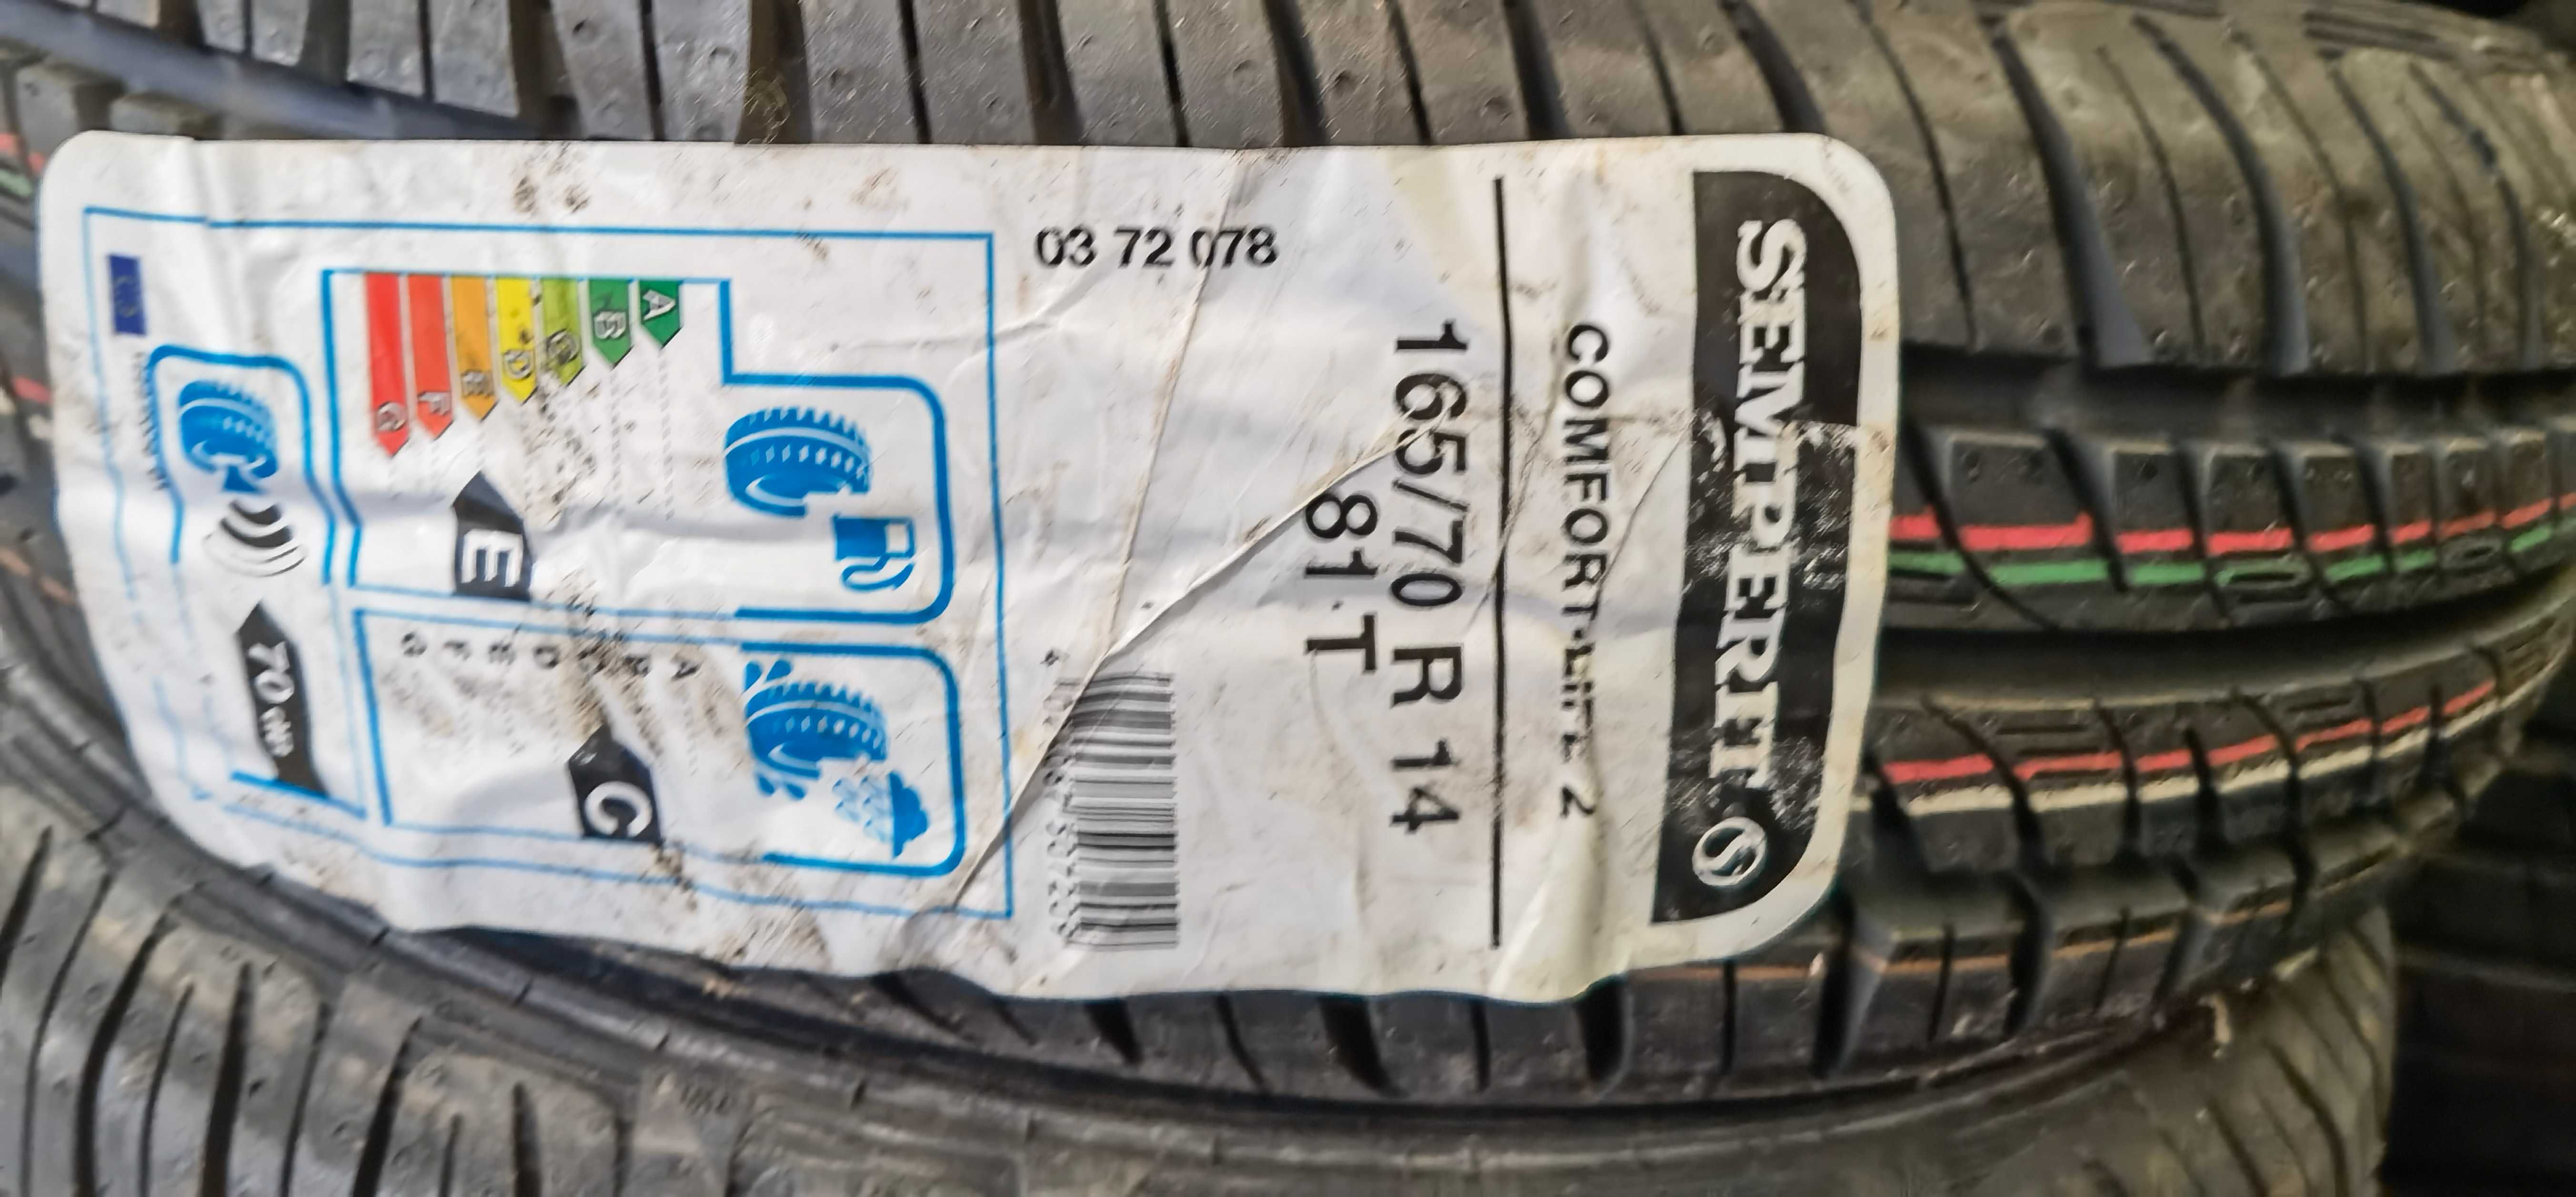 SEMPERIT
COMFORT-LIFE 2
165/70 R 14
81 T
03 72 078
A
B
C
D
E
F
G
E
A
B
C
D
E
F
G
C
70 dB